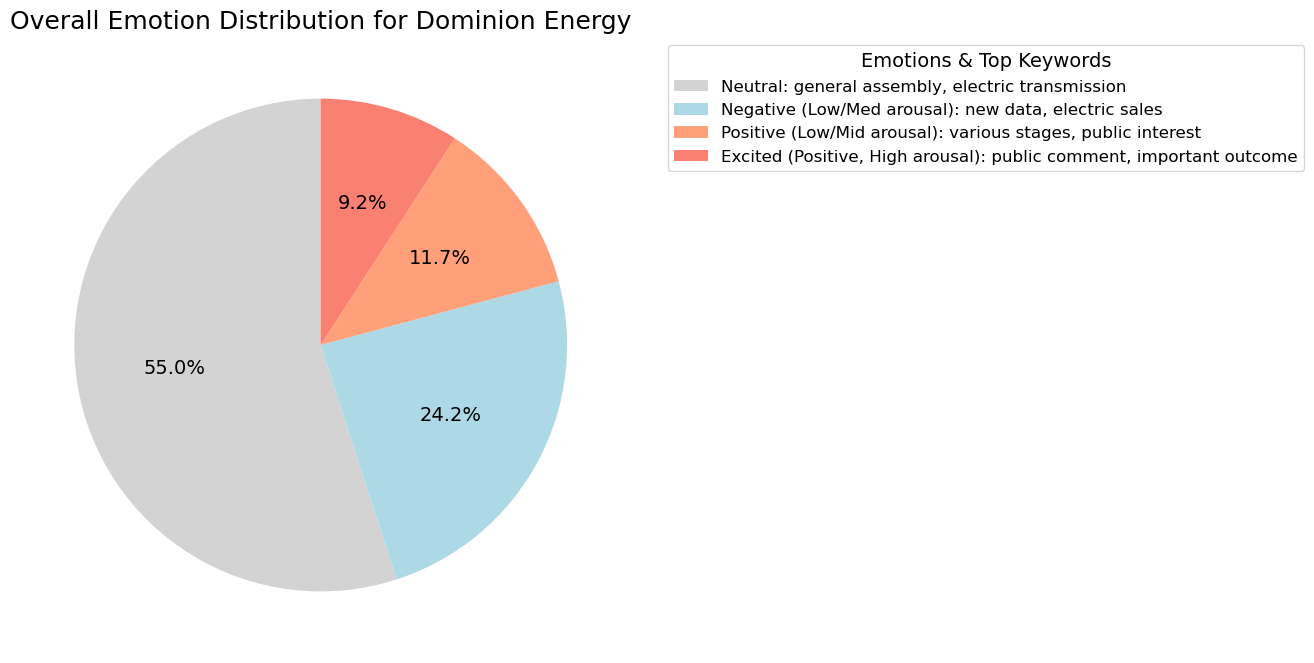 Overall Emotion Distribution for Dominion Energy
Emotions & Top Keywords
Neutral: general assembly, electric transmission
Negative (Low/Med arousal): new data, electric sales
Positive (Low/Mid arousal): various stages, public interest
Excited (Positive, High arousal): public comment, important outcome
9.2%
11.7%
55.0%
24.2%